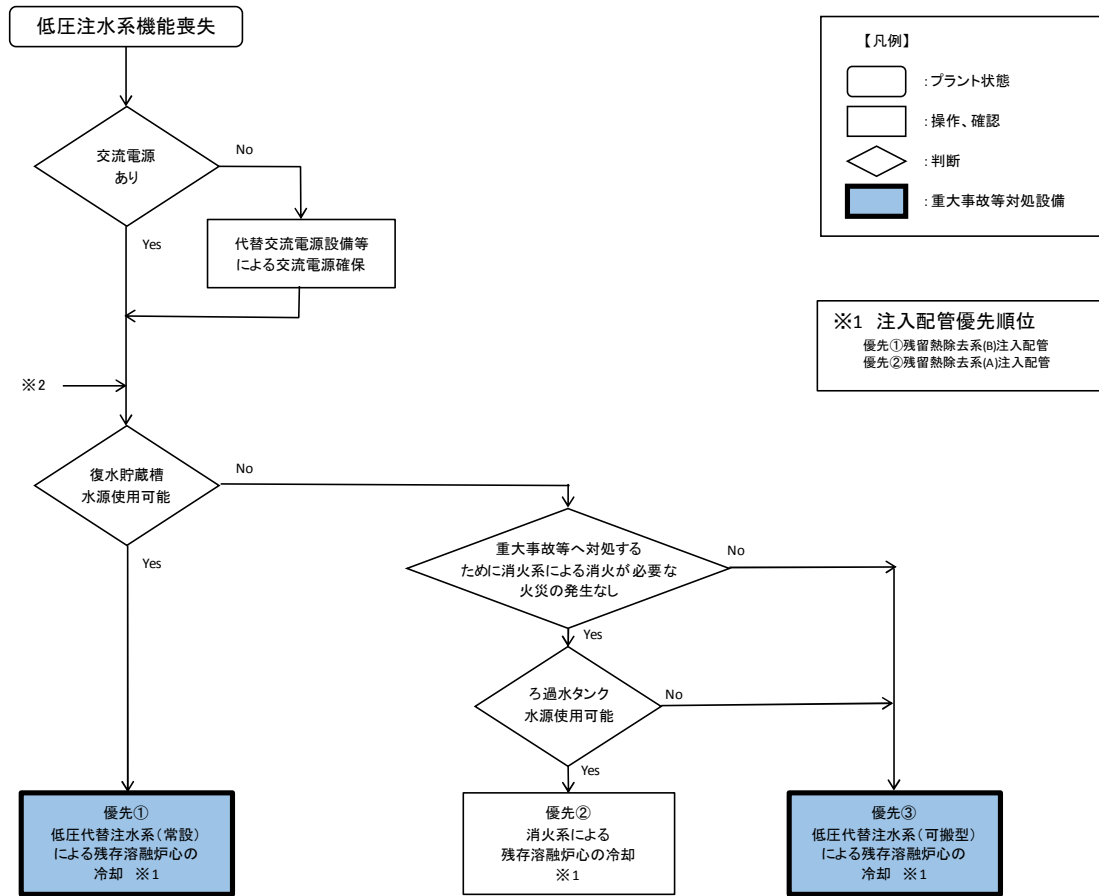 低圧注水系機能喪失
交流電源
あり
No
Yes
代替交流電源設備等
による交流電源確保
※2
復水貯蔵槽
水源使用可能
No
Yes
重大事故等へ対処する
ために消火系による消火が必要な
火災の発生なし
No
Yes
ろ過水タンク
水源使用可能
No
Yes
優先①
低圧代替注水系(常設)
による残存溶融炉心の
冷却 ※1
優先②
消火系による
残存溶融炉心の冷却
※1
優先③
低圧代替注水系(可搬型)
による残存溶融炉心の
冷却 ※1
【凡例】
:プラント状態
:操作、確認
:判断
:重大事故等対処設備
※1 注入配管優先順位
優先①残留熱除去系(B)注入配管
優先②残留熱除去系(A)注入配管